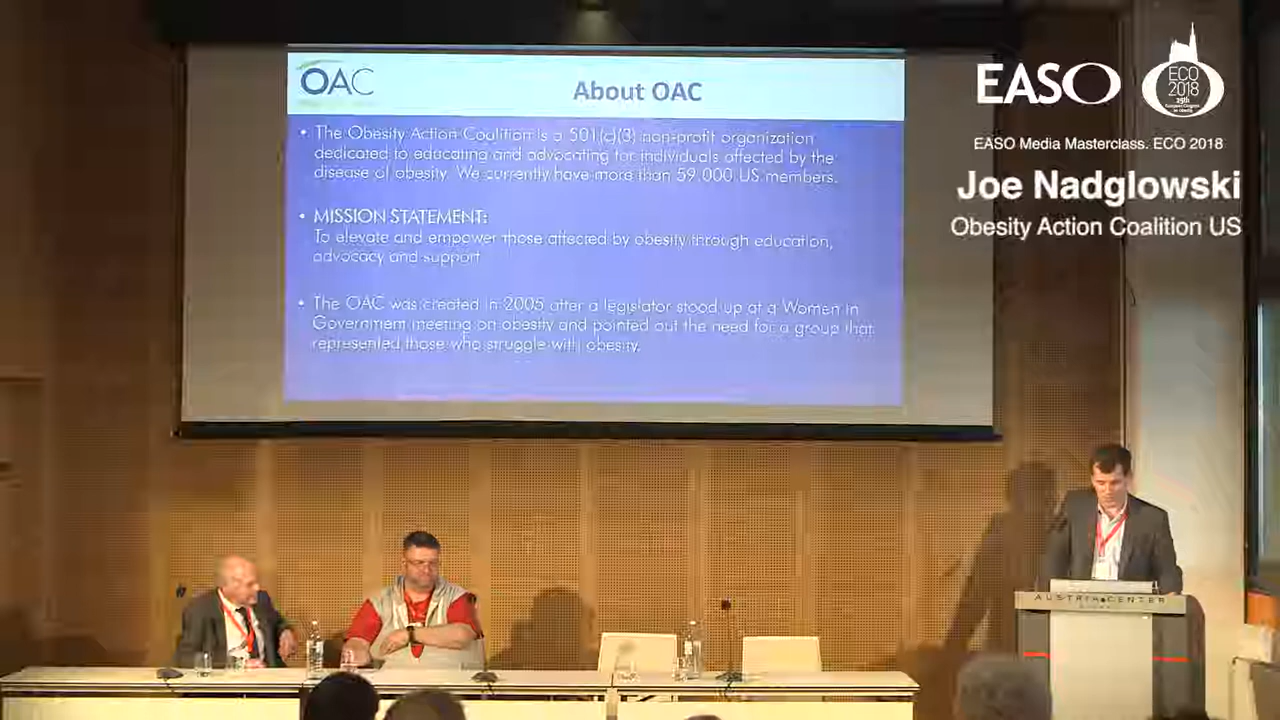 OAC
About OAC
• The Obesity Action Coalition is a 501(c)(3) non-profit organization
dedicated to educating and advocating for individuals affected by the
disease of obesity. We currently have more than 59,000 US members.
• MISSION STATEMENT:
To elevate and empower those affected by obesity through education,
advocacy and support
• The OAC was created in 2005 after a legislator stood up at a Women in
Government meeting on obesity and pointed out the need for a group that
represented those who struggle with obesity.
EASO
ECO
2018
25th
EASO Media Masterclass. ECO 2018
Joe Nadglowski
Obesity Action Coalition US
AUSTRIA CENTER